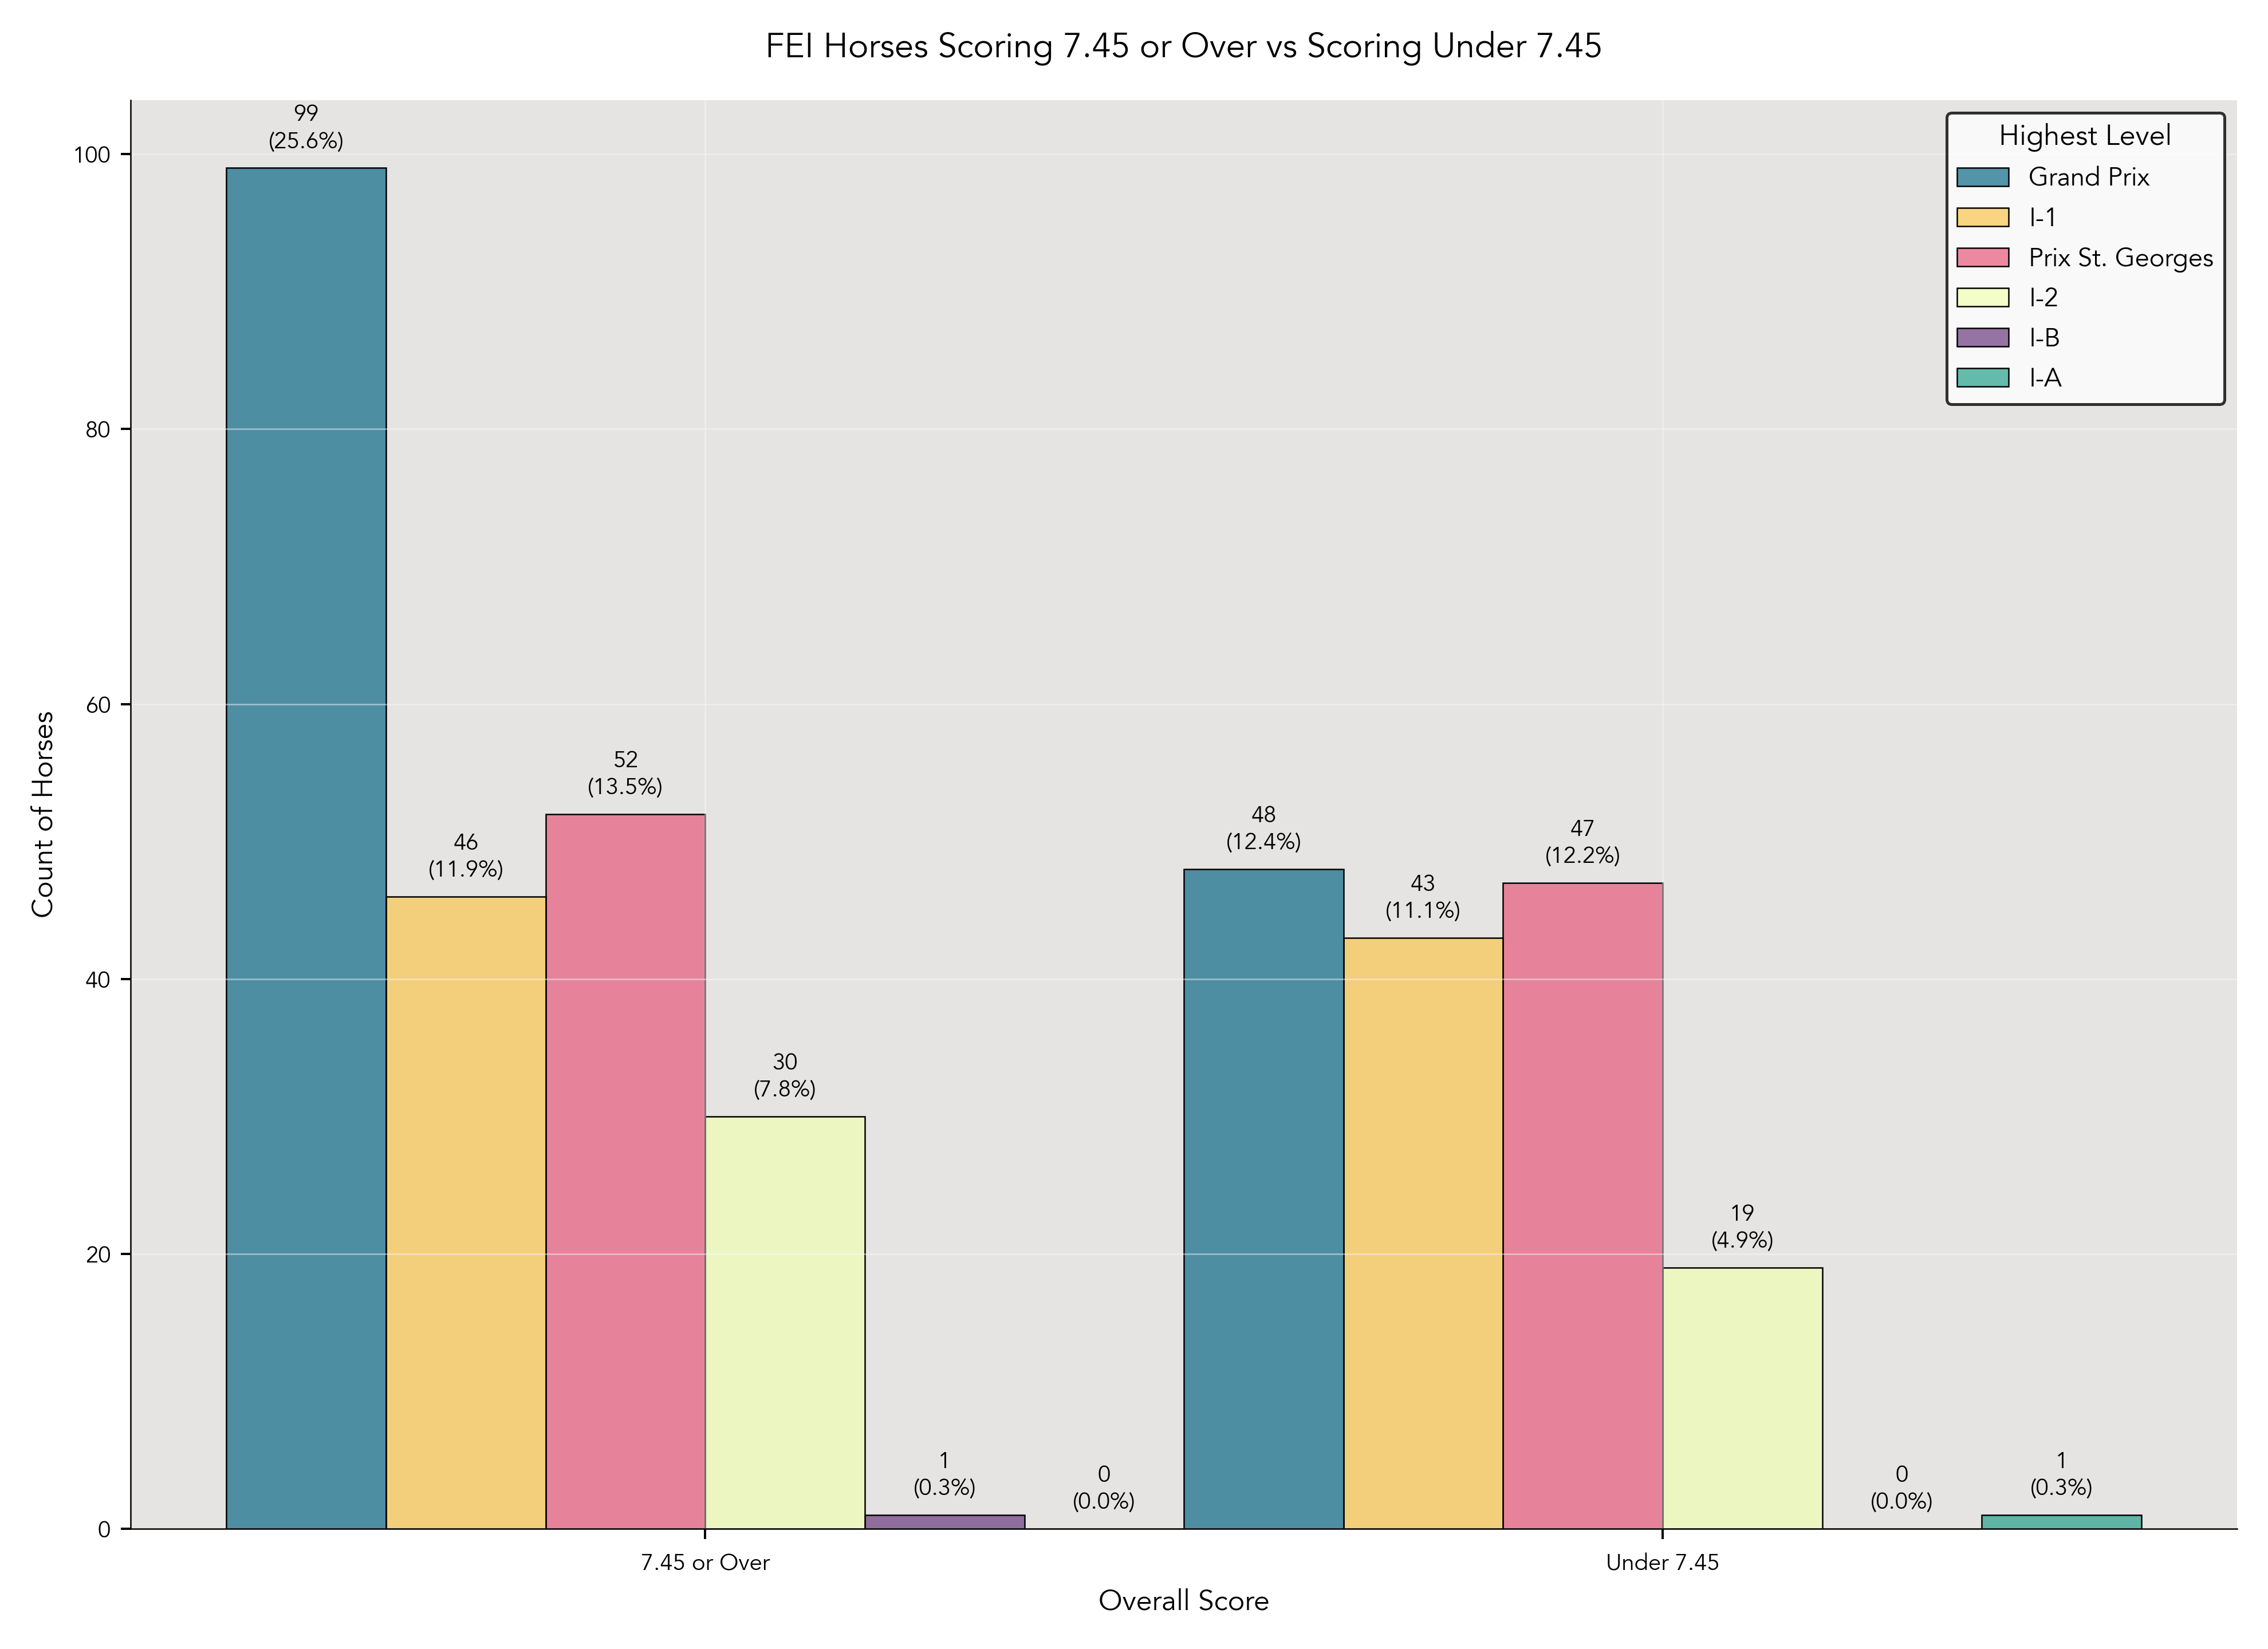 FEI Horses Scoring 7.45 or Over vs Scoring Under 7.45
Count of Horses
100
80
60
40
20
0
99
(25.6%)
46
(11.9%)
52
(13.5%)
30
(7.8%)
1
(0.3%)
0
(0.0%)
48
(12.4%)
43
(11.1%)
47
(12.2%)
19
(4.9%)
0
(0.0%)
1
(0.3%)
Highest Level
Grand Prix
I-1
Prix St. Georges
I-2
I-B
I-A
7.45 or Over
Under 7.45
Overall Score